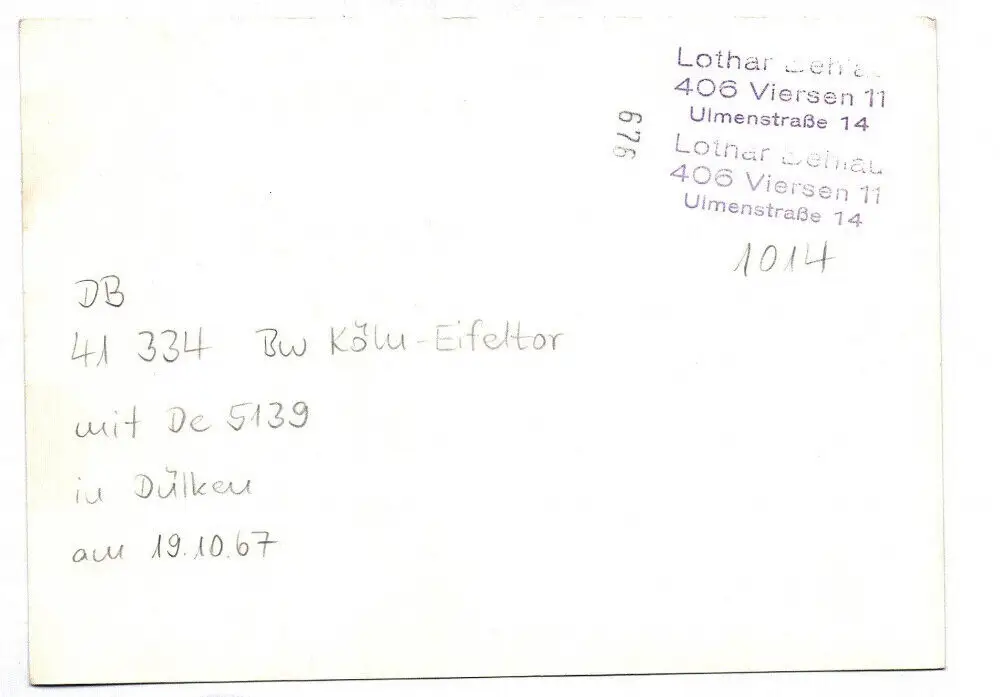 Lothar
406 Viersen 11
Ulmenstraße 14
Lothar
406 Viersen 11
Ulmenstraße 14
676
1014
DB
41 334 Bw Köln-Eifeltor
mit De 5139
in Dülken
am 19.10.67